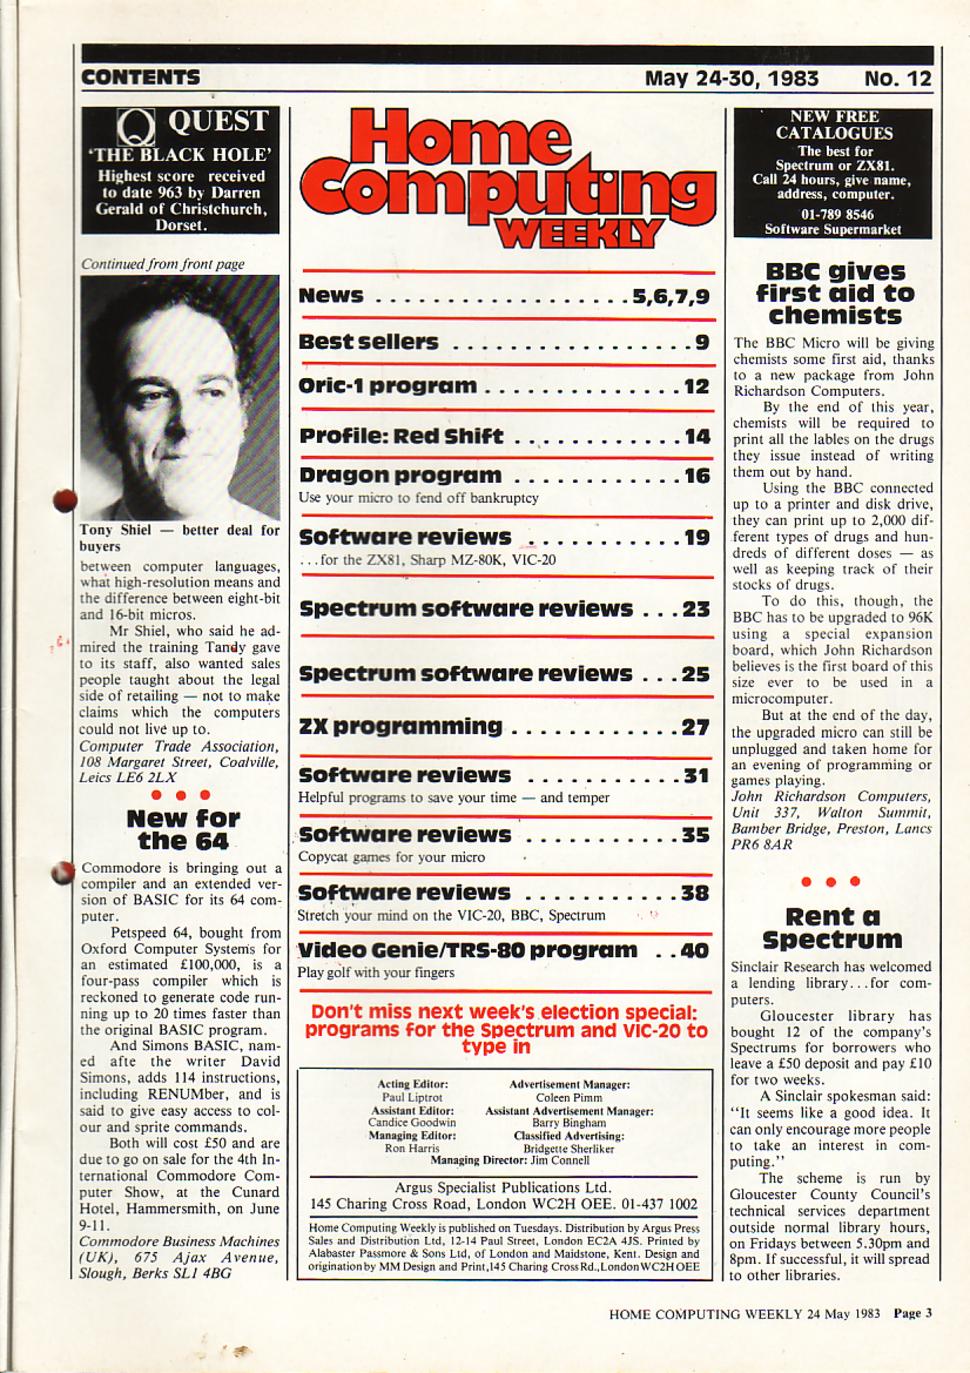 CONTENTS
May 24-30, 1983 No. 12
Q QUEST
'THE BLACK HOLE'
Highest score received
to date 963 by Darren
Gerald of Christchurch,
Dorset.
Continued from front page
Tony Shiel — better deal for
buyers
between computer languages,
what high-resolution means and
the difference between eight-bit
and 16-bit micros.
Mr Shiel, who said he ad-
mired the training Tandy gave
to its staff, also wanted sales
people taught about the legal
side of retailing — not to make
claims which the computers
could not live up to.
Computer Trade Association,
108 Margaret Street, Coalville,
Leics LE6 2LX
New for
the 64
Commodore is bringing out a
compiler and an extended ver-
sion of BASIC for its 64 com-
puter.
Petspeed 64, bought from
Oxford Computer Systems for
an estimated £100,000, is a
four-pass compiler which is
reckoned to generate code run-
ning up to 20 times faster than
the original BASIC program.
And Simons BASIC, nam-
ed afte the writer David
Simons, adds 114 instructions,
including RENUMber, and is
said to give easy access to col-
our and sprite commands.
Both will cost £50 and are
due to go on sale for the 4th In-
ternational Commodore Com-
puter Show, at the Cunard
Hotel, Hammersmith, on June
9-11.
Commodore Business Machines
(UK), 675 Ajax Avenue,
Slough, Berks SL1 4BG
Home
Computing
WEEKLY
News . . . . . . . . . . . . . . . . . . 5,6,7,9
Best sellers . . . . . . . . . . . . . . . . . 9
Oric-1 program . . . . . . . . . . . . . . 12
Profile: Red Shift . . . . . . . . . . . . 14
Dragon program . . . . . . . . . . . . . 16
Use your micro to fend off bankruptcy
Software reviews . . . . . . . . . . . 19
. . .for the ZX81, Sharp MZ-80K, VIC-20
Spectrum software reviews . . . 23
Spectrum software reviews . . . 25
ZX programming . . . . . . . . . . . . 27
Software reviews . . . . . . . . . . . 31
Helpful programs to save your time — and temper
Software reviews . . . . . . . . . . . 35
Copycat games for your micro
Software reviews . . . . . . . . . . . 38
Stretch your mind on the VIC-20, BBC, Spectrum
Video Genie/TRS-80 program . . 40
Play golf with your fingers
Don't miss next week's election special:
programs for the Spectrum and VIC-20 to
type in
Acting Editor:
Paul Liptrot
Assistant Editor:
Candice Goodwin
Managing Editor:
Ron Harris
Advertisement Manager:
Coleen Pimm
Assistant Advertisement Manager:
Barry Bingham
Classified Advertising:
Bridgette Sherliker
Managing Director: Jim Connell
Argus Specialist Publications Ltd.
145 Charing Cross Road, London WC2H OEE. 01-437 1002
Home Computing Weekly is published on Tuesdays. Distribution by Argus Press
Sales and Distribution Ltd, 12-14 Paul Street, London EC2A 4JS. Printed by
Alabaster Passmore & Sons Ltd, of London and Maidstone, Kent. Design and
origination by MM Design and Print, 145 Charing Cross Rd., London WC2H OEE
NEW FREE
CATALOGUES
The best for
Spectrum or ZX81.
Call 24 hours, give name,
address, computer.
01-789 8546
Software Supermarket
BBC gives
first aid to
chemists
The BBC Micro will be giving
chemists some first aid, thanks
to a new package from John
Richardson Computers.
By the end of this year,
chemists will be required to
print all the lables on the drugs
they issue instead of writing
them out by hand.
Using the BBC connected
up to a printer and disk drive,
they can print up to 2,000 dif-
ferent types of drugs and hun-
dreds of different doses — as
well as keeping track of their
stocks of drugs.
To do this, though, the
BBC has to be upgraded to 96K
using a special expansion
board, which John Richardson
believes is the first board of this
size ever to be used in a
microcomputer.
But at the end of the day,
the upgraded micro can still be
unplugged and taken home for
an evening of programming or
games playing.
John Richardson Computers,
Unit 337, Walton Summit,
Bamber Bridge, Preston, Lancs
PR6 8AR
Rent a
Spectrum
Sinclair Research has welcomed
a lending library. . .for com-
puters.
Gloucester library has
bought 12 of the company's
Spectrums for borrowers who
leave a £50 deposit and pay £10
for two weeks.
A Sinclair spokesman said:
"It seems like a good idea. It
can only encourage more people
to take an interest in com-
puting."
The scheme is run by
Gloucester County Council's
technical services department
outside normal library hours,
on Fridays between 5.30pm and
8pm. If successful, it will spread
to other libraries.
HOME COMPUTING WEEKLY 24 May 1983 Page 3